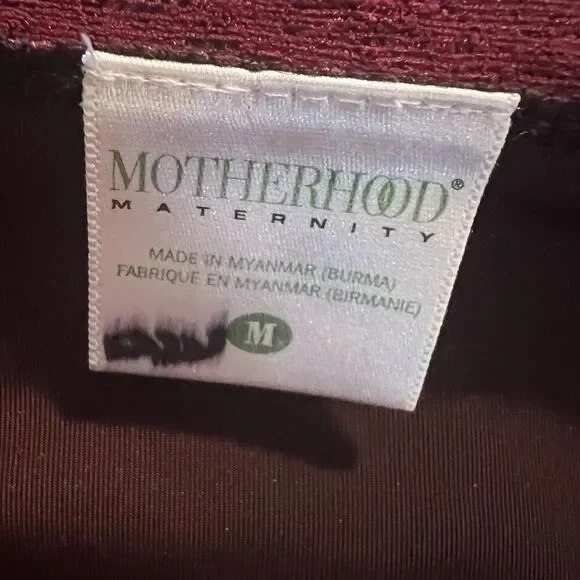 MOTHERHOOD®
MATERNITY
MADE IN MYANMAR (BURMA)
FABRIQUE EN MYANMAR (BIRMANIE)
M